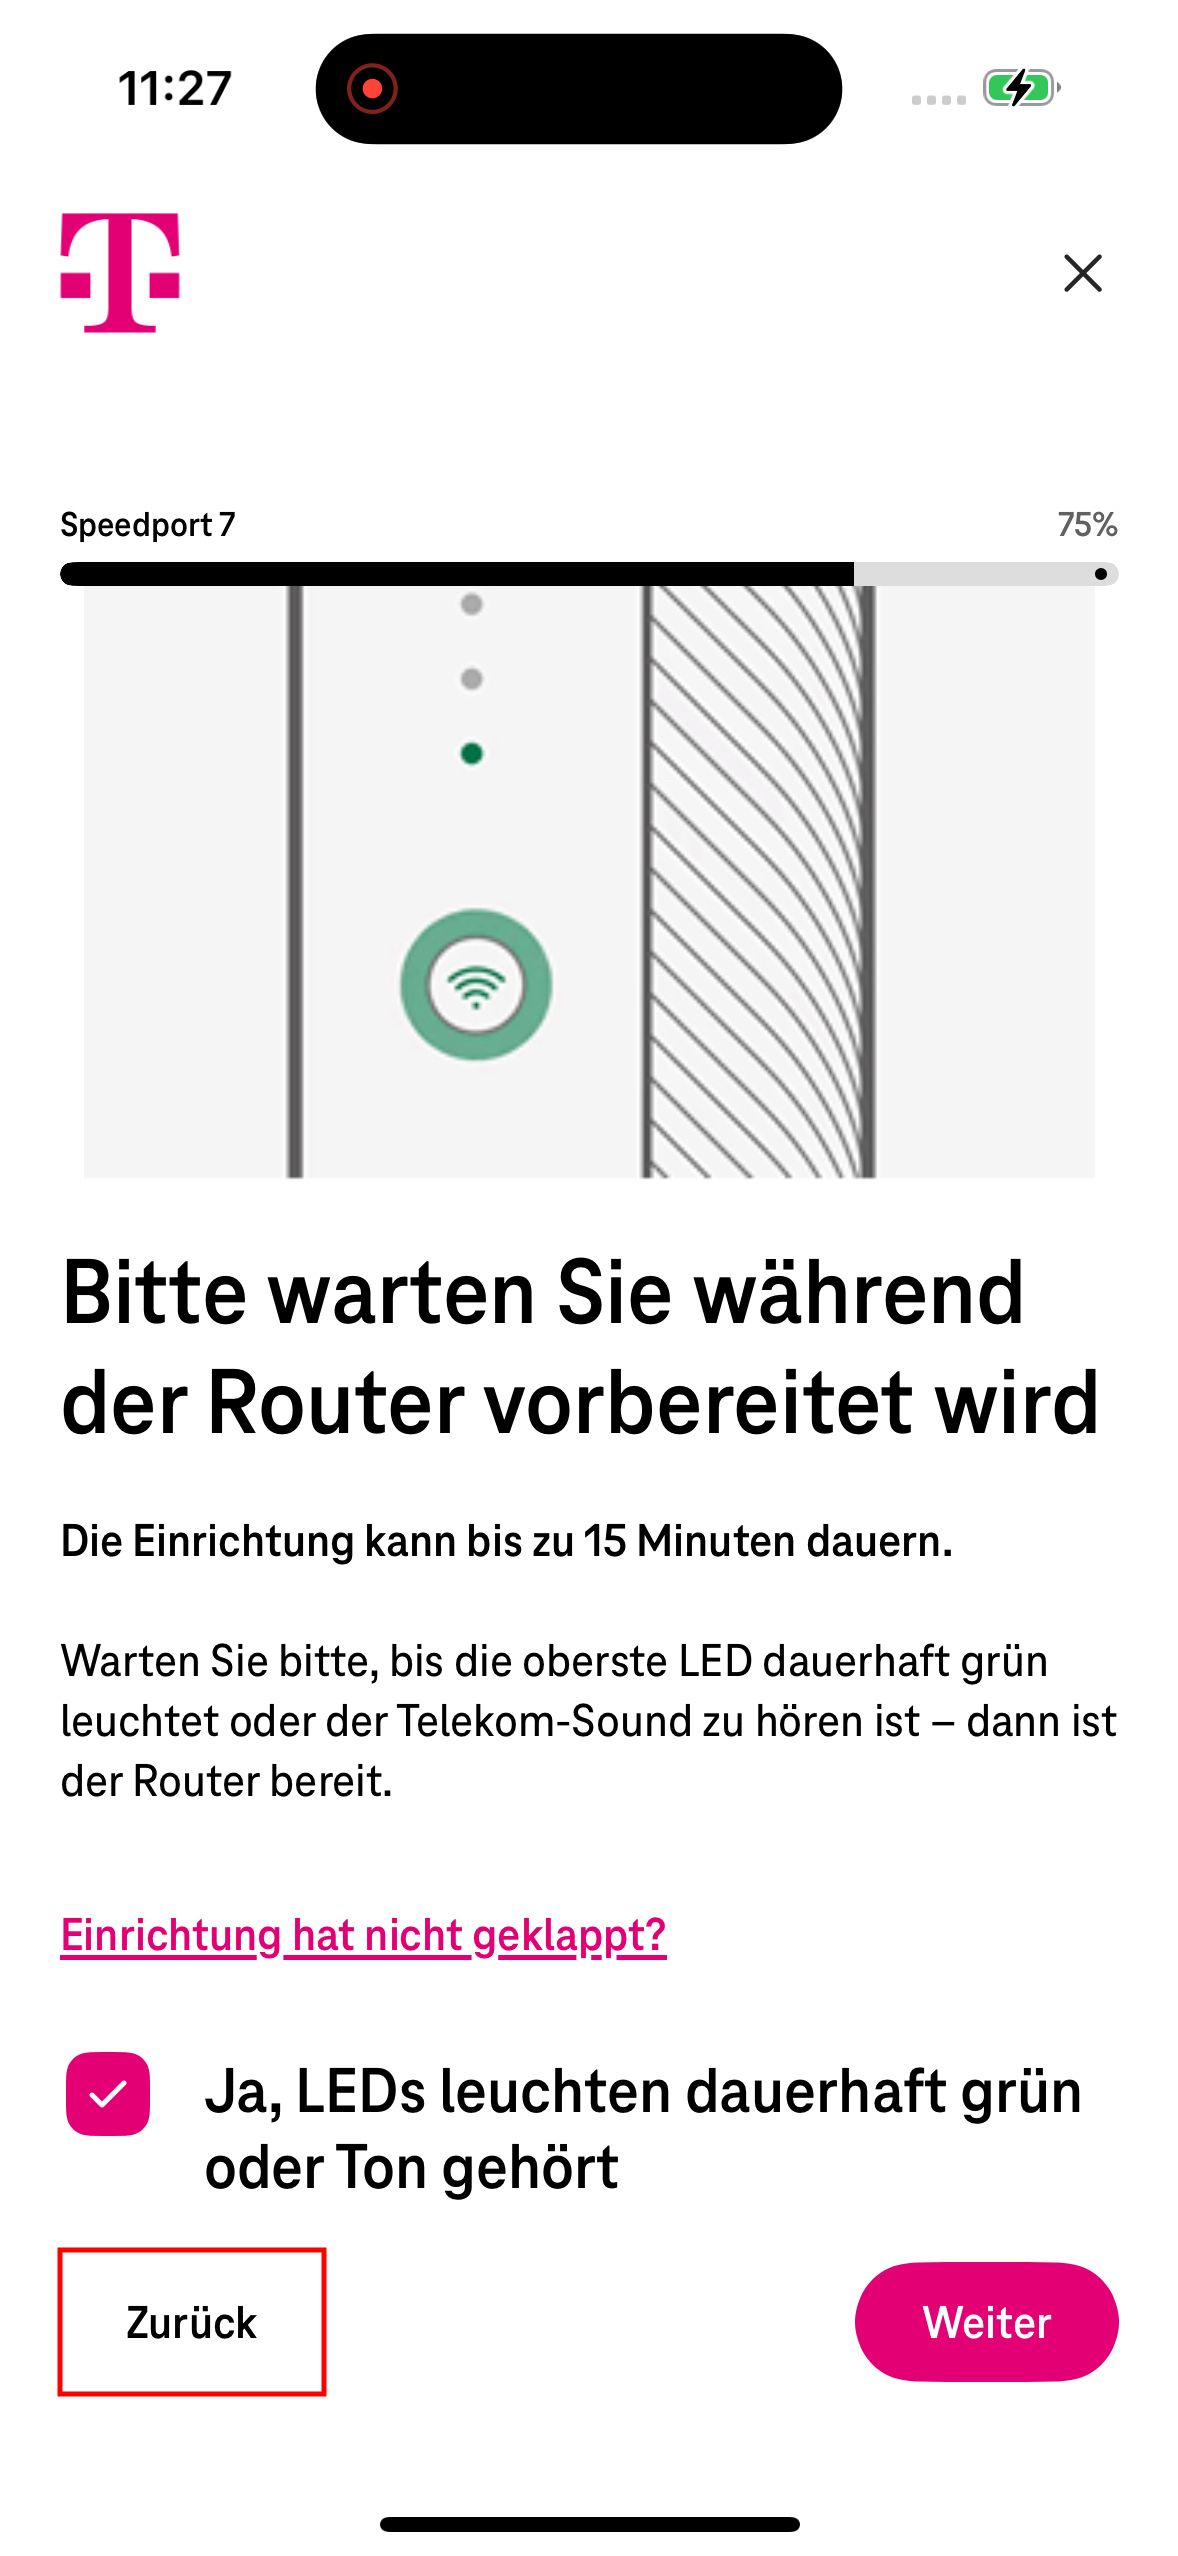 11:27
Speedport 7
75%
Bitte warten Sie während
der Router vorbereitet wird
Die Einrichtung kann bis zu 15 Minuten dauern.
Warten Sie bitte, bis die oberste LED dauerhaft grün
leuchtet oder der Telekom-Sound zu hören ist – dann ist
der Router bereit.
Einrichtung hat nicht geklappt?
Ja, LEDs leuchten dauerhaft grün
oder Ton gehört
Zurück
Weiter